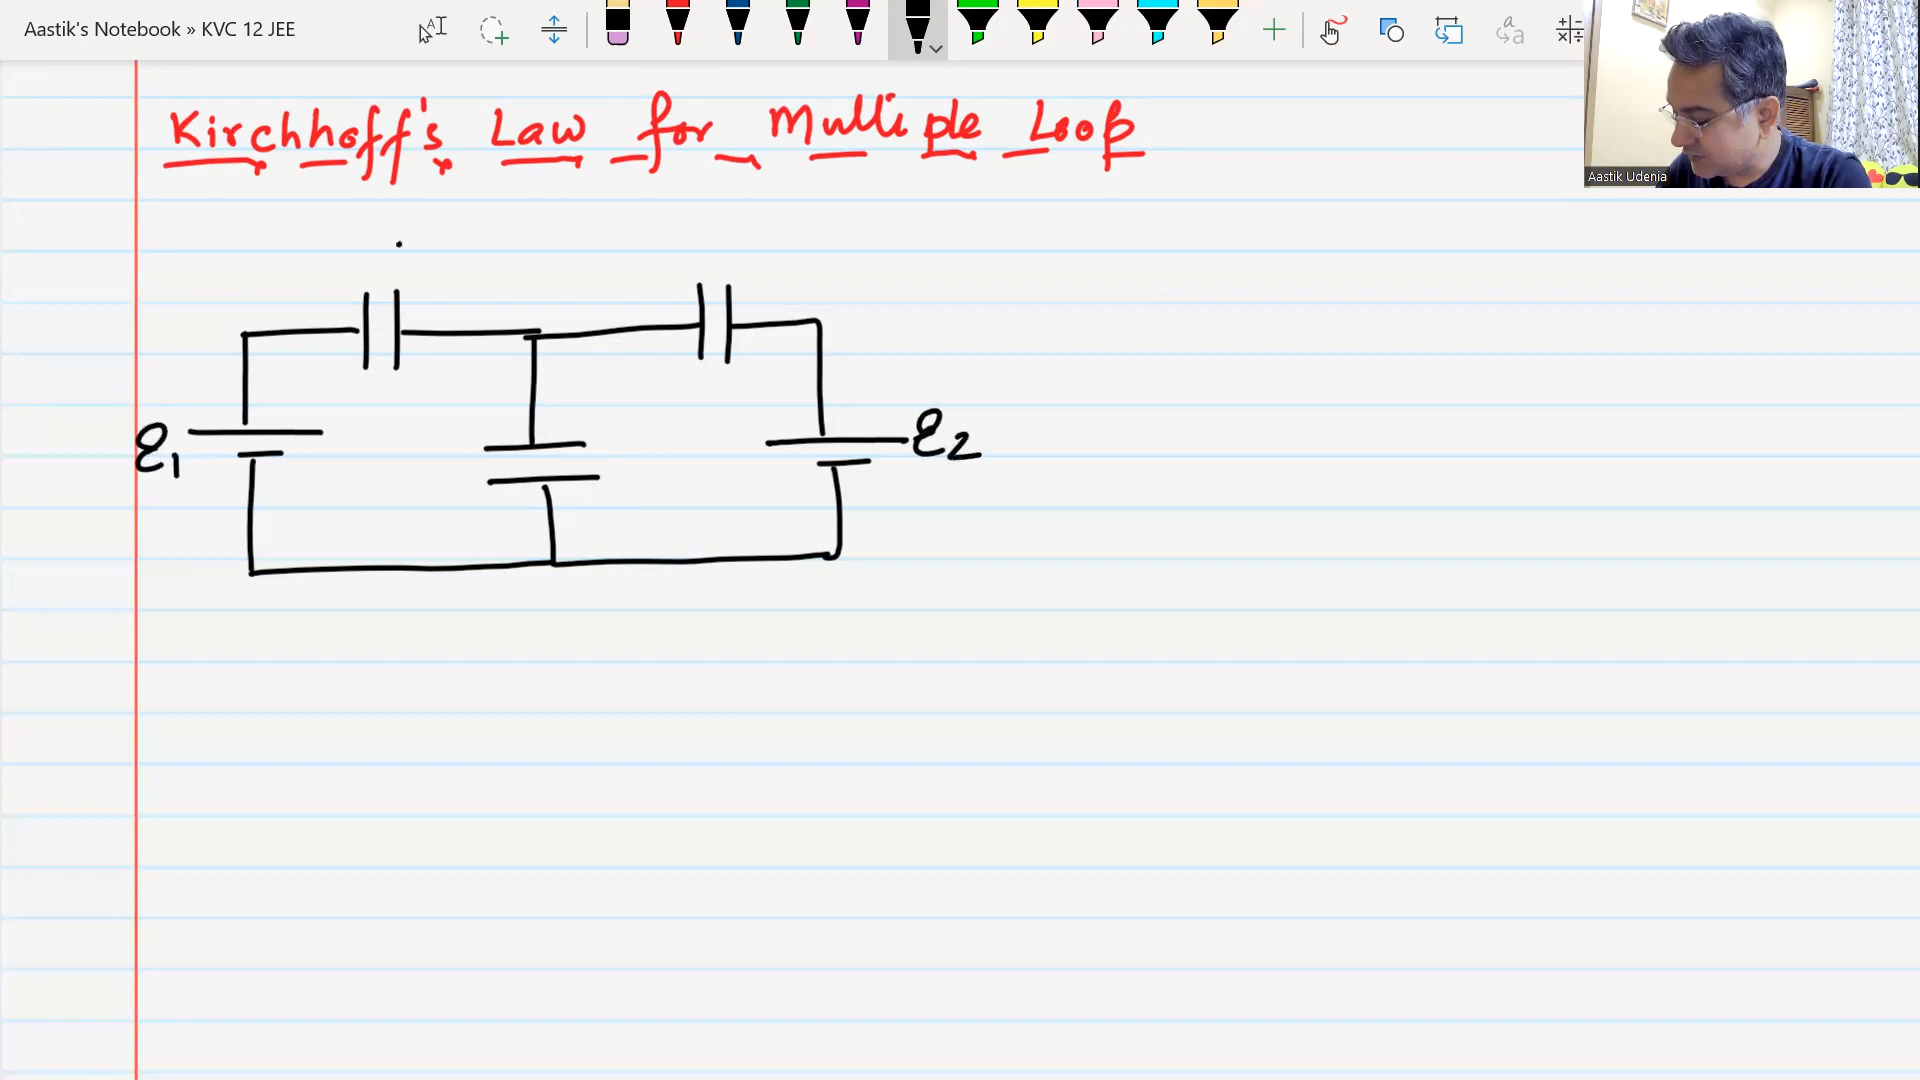 Aastik's Notebook » KVC 12 JEE
Aastik Udenia
Kirchhoff's Law for Multiple Loop
ε1
ε2